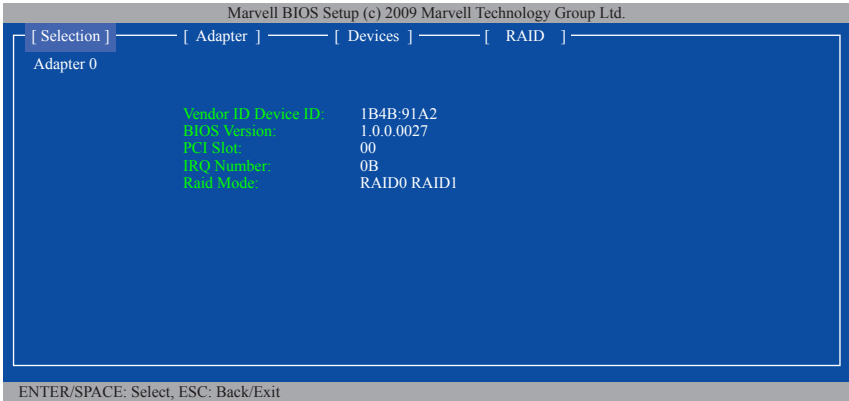 Marvell BIOS Setup (c) 2009 Marvell Technology Group Ltd.
[ Selection ] [ Adapter ] [ Devices ] [ RAID ]
Adapter 0
Vendor ID Device ID: 1B4B:91A2
BIOS Version: 1.0.0.0027
PCI Slot: 00
IRQ Number: 0B
Raid Mode: RAID0 RAID1
ENTER/SPACE: Select, ESC: Back/Exit